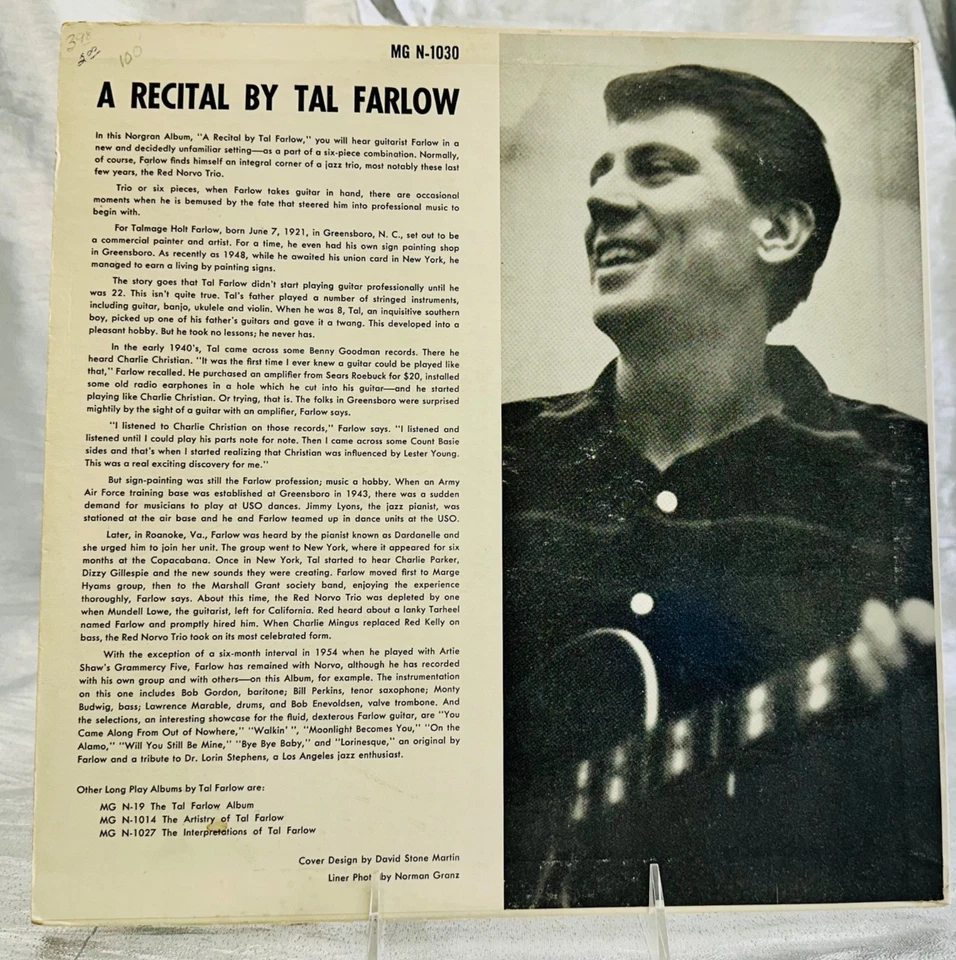 3.98
100
MG N-1030
A RECITAL BY TAL FARLOW
In this Norgran Album, "A Recital by Tal Farlow," you will hear guitarist Farlow in a
new and decidedly unfamiliar setting—as a part of a six-piece combination. Normally,
of course, Farlow finds himself an integral corner of a jazz trio, most notably these last
few years, the Red Norvo Trio.
Trio or six pieces, when Farlow takes guitar in hand, there are occasional
moments when he is bemused by the fate that steered him into professional music to
begin with.
For Talmage Holt Farlow, born June 7, 1921, in Greensboro, N. C., set out to be
a commercial painter and artist. For a time, he even had his own sign painting shop
in Greensboro. As recently as 1948, while he awaited his union card in New York, he
managed to earn a living by painting signs.
The story goes that Tal Farlow didn't start playing guitar professionally until he
was 22. This isn't quite true. Tal's father played a number of stringed instruments,
including guitar, banjo, ukulele and violin. When he was 8, Tal, an inquisitive southern
boy, picked up one of his father's guitars and gave it a twang. This developed into a
pleasant hobby. But he took no lessons; he never has.
In the early 1940's, Tal came across some Benny Goodman records. There he
heard Charlie Christian. "It was the first time I ever knew a guitar could be played like
that," Farlow recalled. He purchased an amplifier from Sears Roebuck for $20, installed
some old radio earphones in a hole which he cut into his guitar—and he started
playing like Charlie Christian. Or trying, that is. The folks in Greensboro were surprised
mightily by the sight of a guitar with an amplifier, Farlow says.
"I listened to Charlie Christian on those records," Farlow says. "I listened and
listened until I could play his parts note for note. Then I came across some Count Basie
sides and that's when I started realizing that Christian was influenced by Lester Young.
This was a real exciting discovery for me."
But sign-painting was still the Farlow profession; music a hobby. When an Army
Air Force training base was established at Greensboro in 1943, there was a sudden
demand for musicians to play at USO dances. Jimmy Lyons, the jazz pianist, was
stationed at the air base and he and Farlow teamed up in dance units at the USO.
Later, in Roanoke, Va., Farlow was heard by the pianist known as Dardanelle and
she urged him to join her unit. The group went to New York, where it appeared for six
months at the Copacabana. Once in New York, Tal started to hear Charlie Parker,
Dizzy Gillespie and the new sounds they were creating. Farlow moved first to Marge
Hyams group, then to the Marshall Grant society band, enjoying the experience
thoroughly, Farlow says. About this time, the Red Norvo Trio was depleted by one
when Mundell Lowe, the guitarist, left for California. Red heard about a lanky Tarheel
named Farlow and promptly hired him. When Charlie Mingus replaced Red Kelly on
bass, the Red Norvo Trio took on its most celebrated form.
With the exception of a six-month interval in 1954 when he played with Artie
Shaw's Grammercy Five, Farlow has remained with Norvo, although he has recorded
with his own group and with others—on this Album, for example. The instrumentation
on this one includes Bob Gordon, baritone; Bill Perkins, tenor saxophone; Monty
Budwig, bass; Lawrence Marable, drums, and Bob Enevoldsen, valve trombone. And
the selections, an interesting showcase for the fluid, dexterous Farlow guitar, are "You
Came Along From Out of Nowhere," "Walkin' ", "Moonlight Becomes You," "On the
Alamo," "Will You Still Be Mine," "Bye Bye Baby," and "Lorinesque," an original by
Farlow and a tribute to Dr. Lorin Stephens, a Los Angeles jazz enthusiast.
Other Long Play Albums by Tal Farlow are:
MG N-19 The Tal Farlow Album
MG N-1014 The Artistry of Tal Farlow
MG N-1027 The Interpretations of Tal Farlow
Cover Design by David Stone Martin
Liner Phot by Norman Granz